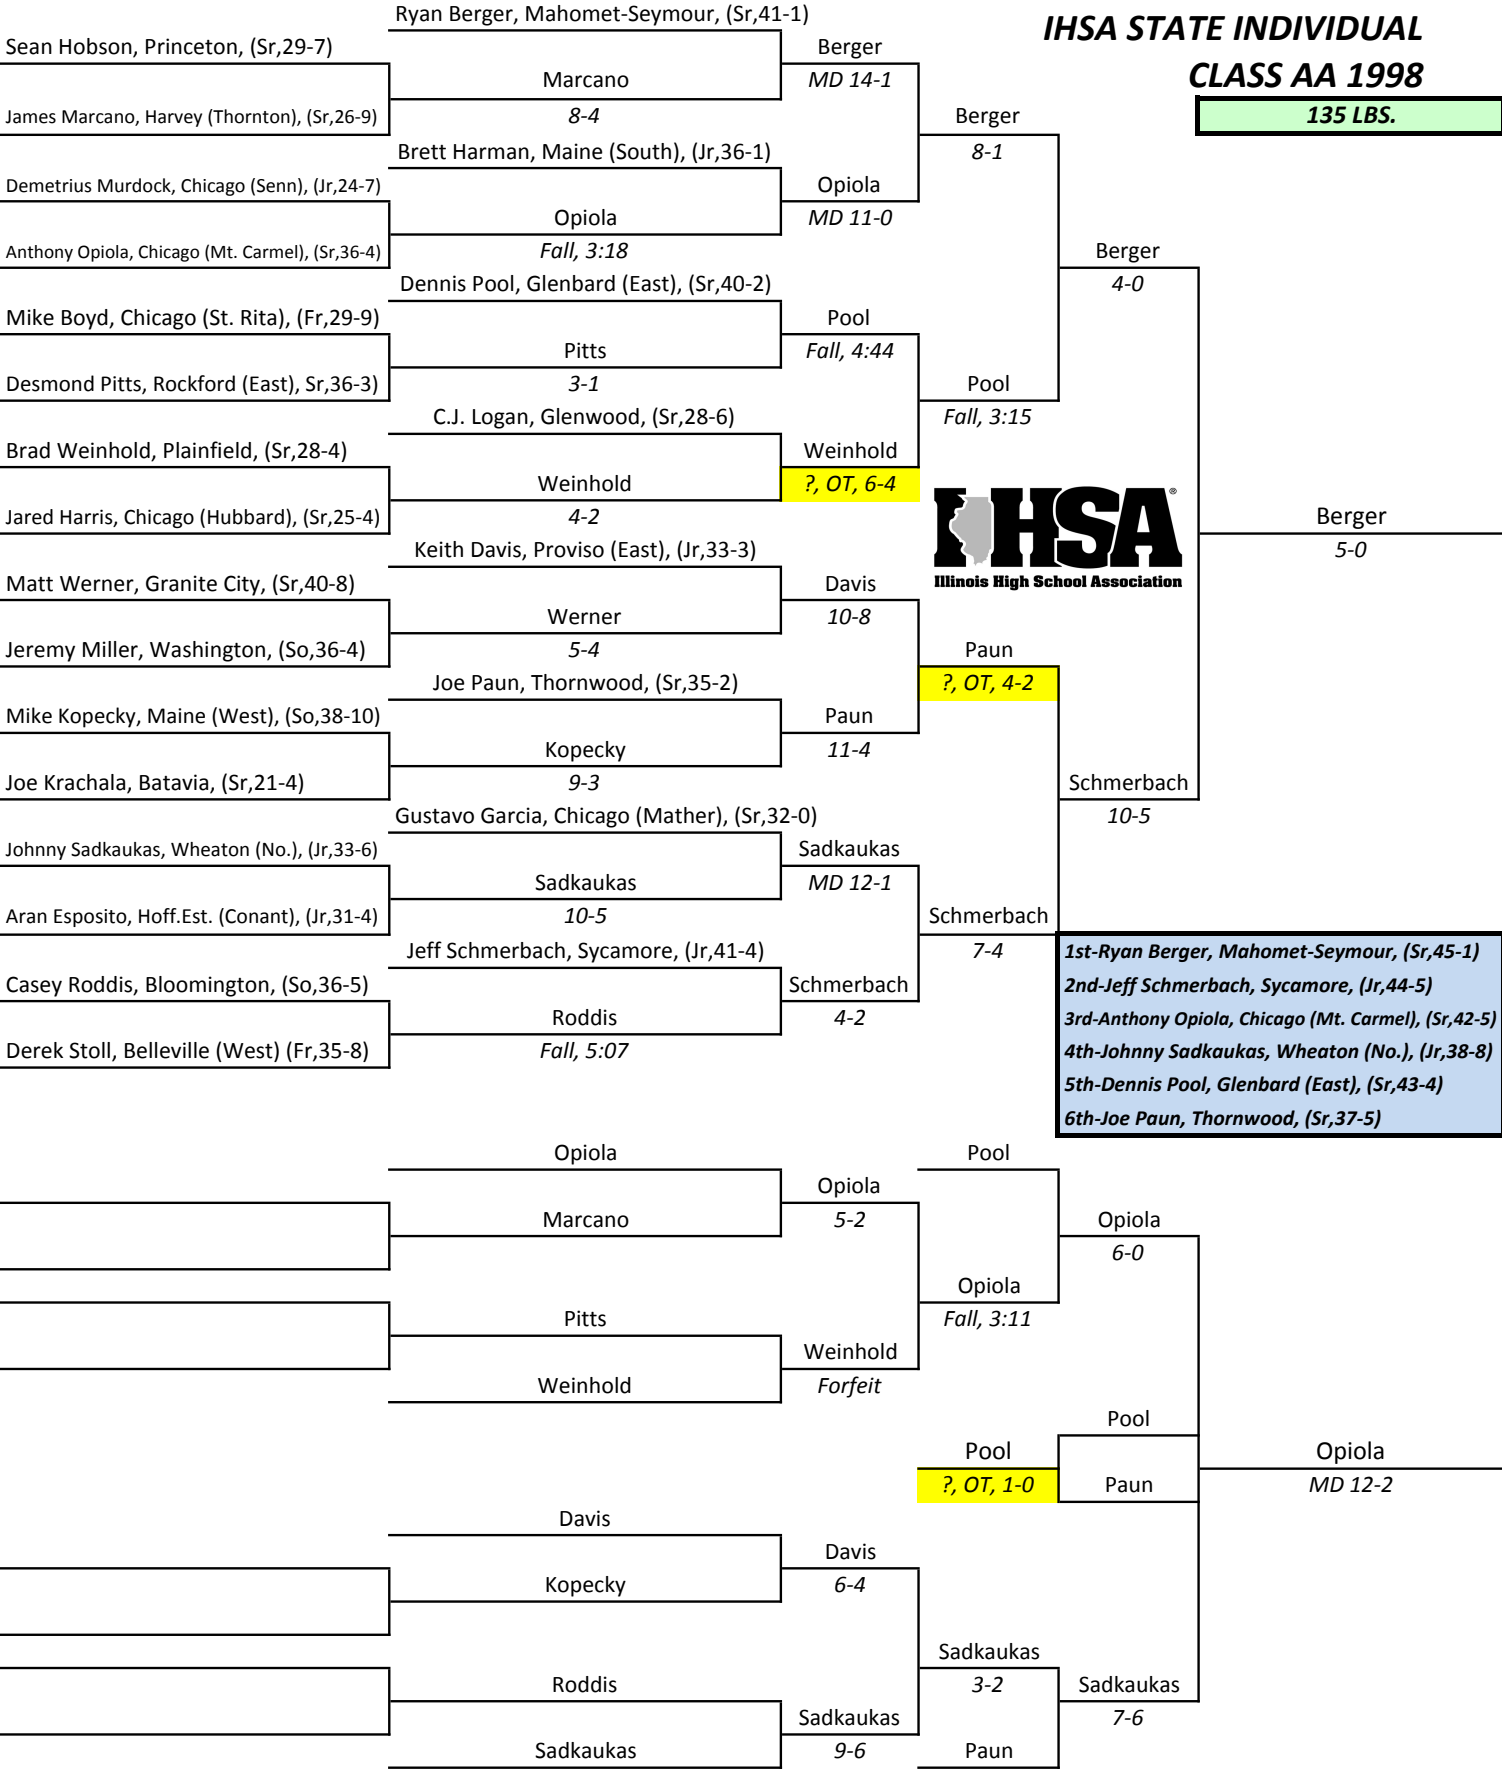 Ryan Berger, Mahomet-Seymour, (Sr,41-1)
IHSA STATE INDIVIDUAL
CLASS AA 1998
135 LBS.
Sean Hobson, Princeton, (Sr,29-7)
Berger
Marcano
MD 14-1
James Marcano, Harvey (Thornton), (Sr,26-9)
8-4
Berger
Brett Harman, Maine (South), (Jr,36-1)
8-1
Demetrius Murdock, Chicago (Senn), (Jr,24-7)
Opiola
Opiola
MD 11-0
Anthony Opiola, Chicago (Mt. Carmel), (Sr,36-4)
Fall, 3:18
Berger
Dennis Pool, Glenbard (East), (Sr,40-2)
4-0
Mike Boyd, Chicago (St. Rita), (Fr,29-9)
Pool
Pitts
Fall, 4:44
Desmond Pitts, Rockford (East), Sr,36-3)
3-1
Pool
C.J. Logan, Glenwood, (Sr,28-6)
Fall, 3:15
Brad Weinhold, Plainfield, (Sr,28-4)
Weinhold
Weinhold
?, OT, 6-4
IHSA®
Illinois High School Association
Jared Harris, Chicago (Hubbard), (Sr,25-4)
4-2
Berger
Keith Davis, Proviso (East), (Jr,33-3)
5-0
Matt Werner, Granite City, (Sr,40-8)
Davis
Werner
10-8
Jeremy Miller, Washington, (So,36-4)
5-4
Paun
Joe Paun, Thornwood, (Sr,35-2)
?, OT, 4-2
Mike Kopecky, Maine (West), (So,38-10)
Paun
Kopecky
11-4
Joe Krachala, Batavia, (Sr,21-4)
9-3
Schmerbach
Gustavo Garcia, Chicago (Mather), (Sr,32-0)
10-5
Johnny Sadkaukas, Wheaton (No.), (Jr,33-6)
Sadkaukas
Sadkaukas
MD 12-1
Aran Esposito, Hoff.Est. (Conant), (Jr,31-4)
10-5
Schmerbach
Jeff Schmerbach, Sycamore, (Jr,41-4)
7-4
Casey Roddis, Bloomington, (So,36-5)
Schmerbach
Roddis
4-2
Derek Stoll, Belleville (West) (Fr,35-8)
Fall, 5:07
1st-Ryan Berger, Mahomet-Seymour, (Sr,45-1)
2nd-Jeff Schmerbach, Sycamore, (Jr,44-5)
3rd-Anthony Opiola, Chicago (Mt. Carmel), (Sr,42-5)
4th-Johnny Sadkaukas, Wheaton (No.), (Jr,38-8)
5th-Dennis Pool, Glenbard (East), (Sr,43-4)
6th-Joe Paun, Thornwood, (Sr,37-5)
Opiola
Pool
Opiola
Marcano
5-2
Opiola
6-0
Opiola
Pitts
Fall, 3:11
Weinhold
Weinhold
Forfeit
Pool
Pool
Opiola
?, OT, 1-0
Paun
MD 12-2
Davis
Davis
Kopecky
6-4
Sadkaukas
Roddis
3-2
Sadkaukas
Sadkaukas
7-6
Sadkaukas
9-6
Paun